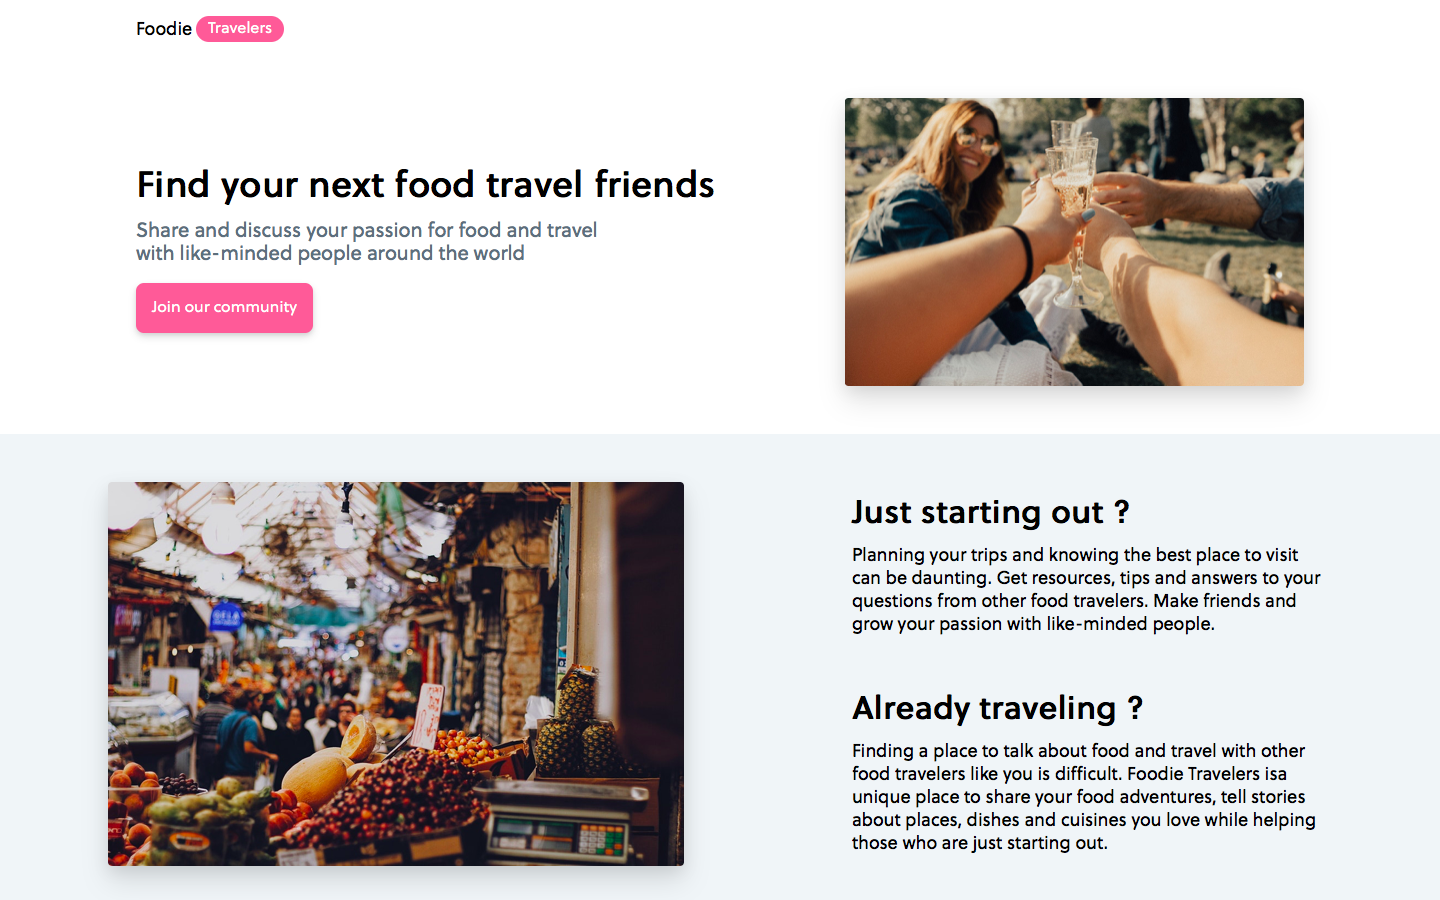 Foodie Travelers
Find your next food travel friends
Share and discuss your passion for food and travel
with like-minded people around the world
Join our community
Just starting out ?
Planning your trips and knowing the best place to visit
can be daunting. Get resources, tips and answers to your
questions from other food travelers. Make friends and
grow your passion with like-minded people.
Already traveling ?
Finding a place to talk about food and travel with other
food travelers like you is difficult. Foodie Travelers isa
unique place to share your food adventures, tell stories
about places, dishes and cuisines you love while helping
those who are just starting out.